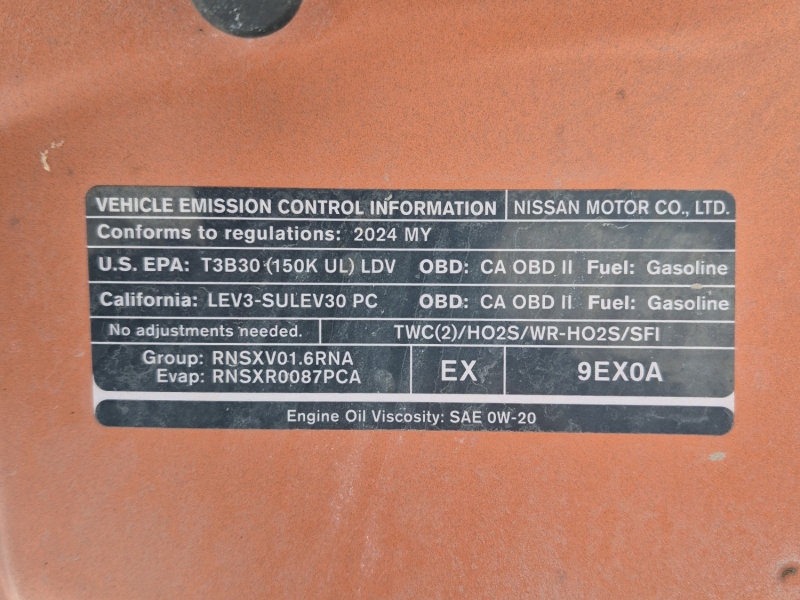 VEHICLE EMISSION CONTROL INFORMATION NISSAN MOTOR CO., LTD.
Conforms to regulations: 2024 MY
U.S. EPA: T3B30 (150K UL) LDV OBD: CA OBD II Fuel: Gasoline
California: LEV3-SULEV30 PC OBD: CA OBD II Fuel: Gasoline
No adjustments needed. TWC(2)/HO2S/WR-HO2S/SFI
Group: RNSXV01.6RNA
Evap: RNSXR0087PCA
EX
9EX0A
Engine Oil Viscosity: SAE 0W-20